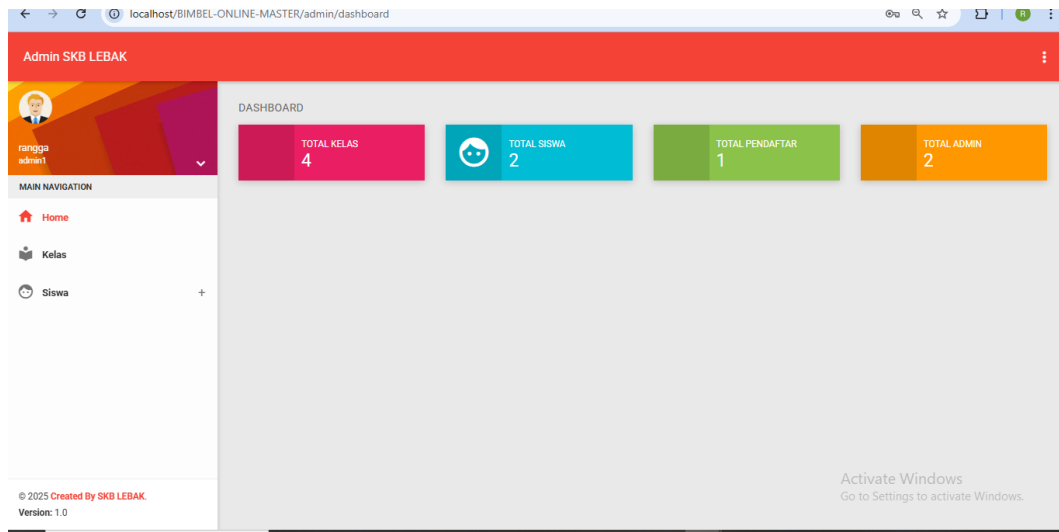 localhost/BIMBEL-ONLINE-MASTER/admin/dashboard
R
Admin SKB LEBAK
rangga
admin1
MAIN NAVIGATION
Home
Kelas
Siswa +
DASHBOARD
TOTAL KELAS
4
TOTAL SISWA
2
TOTAL PENDAFTAR
1
TOTAL ADMIN
2
Activate Windows
Go to Settings to activate Windows.
© 2025 Created By SKB LEBAK.
Version: 1.0